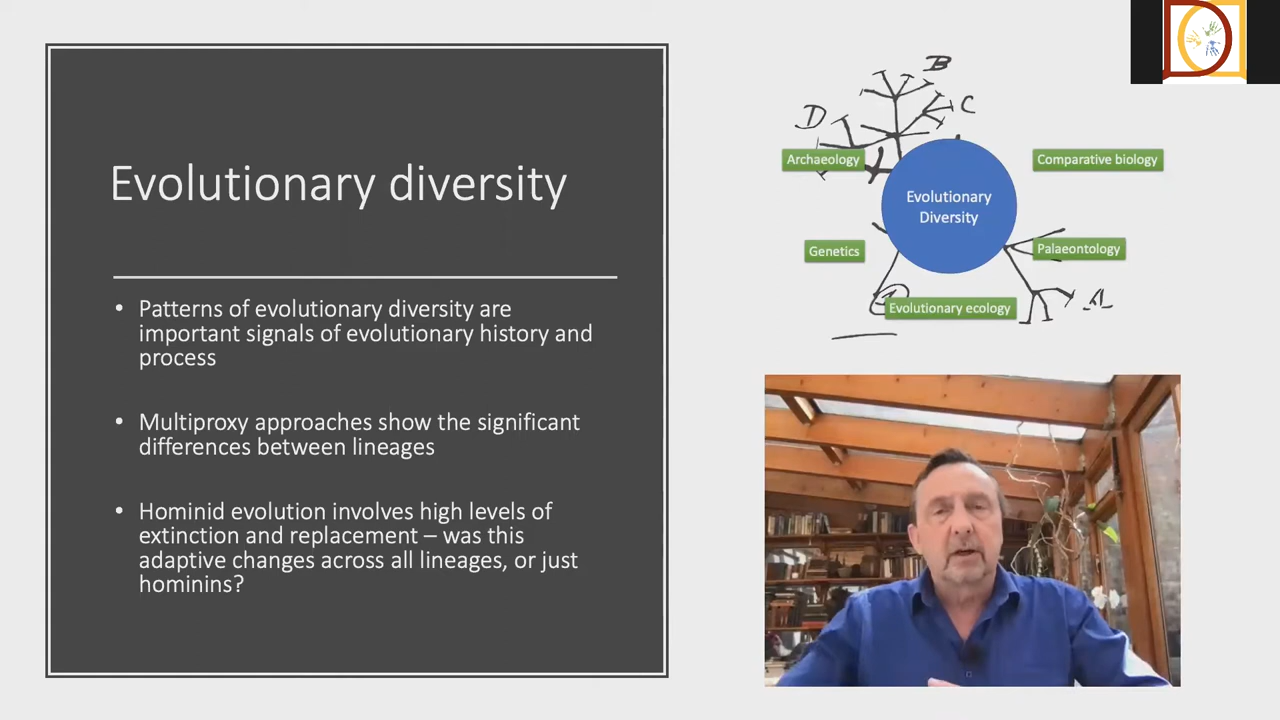 Evolutionary diversity
• Patterns of evolutionary diversity are
important signals of evolutionary history and
process
• Multiproxy approaches show the significant
differences between lineages
• Hominid evolution involves high levels of
extinction and replacement – was this
adaptive changes across all lineages, or just
hominins?
B
C
D
Archaeology
Comparative biology
Evolutionary
Diversity
Genetics
Palaeontology
1
Evolutionary ecology
A